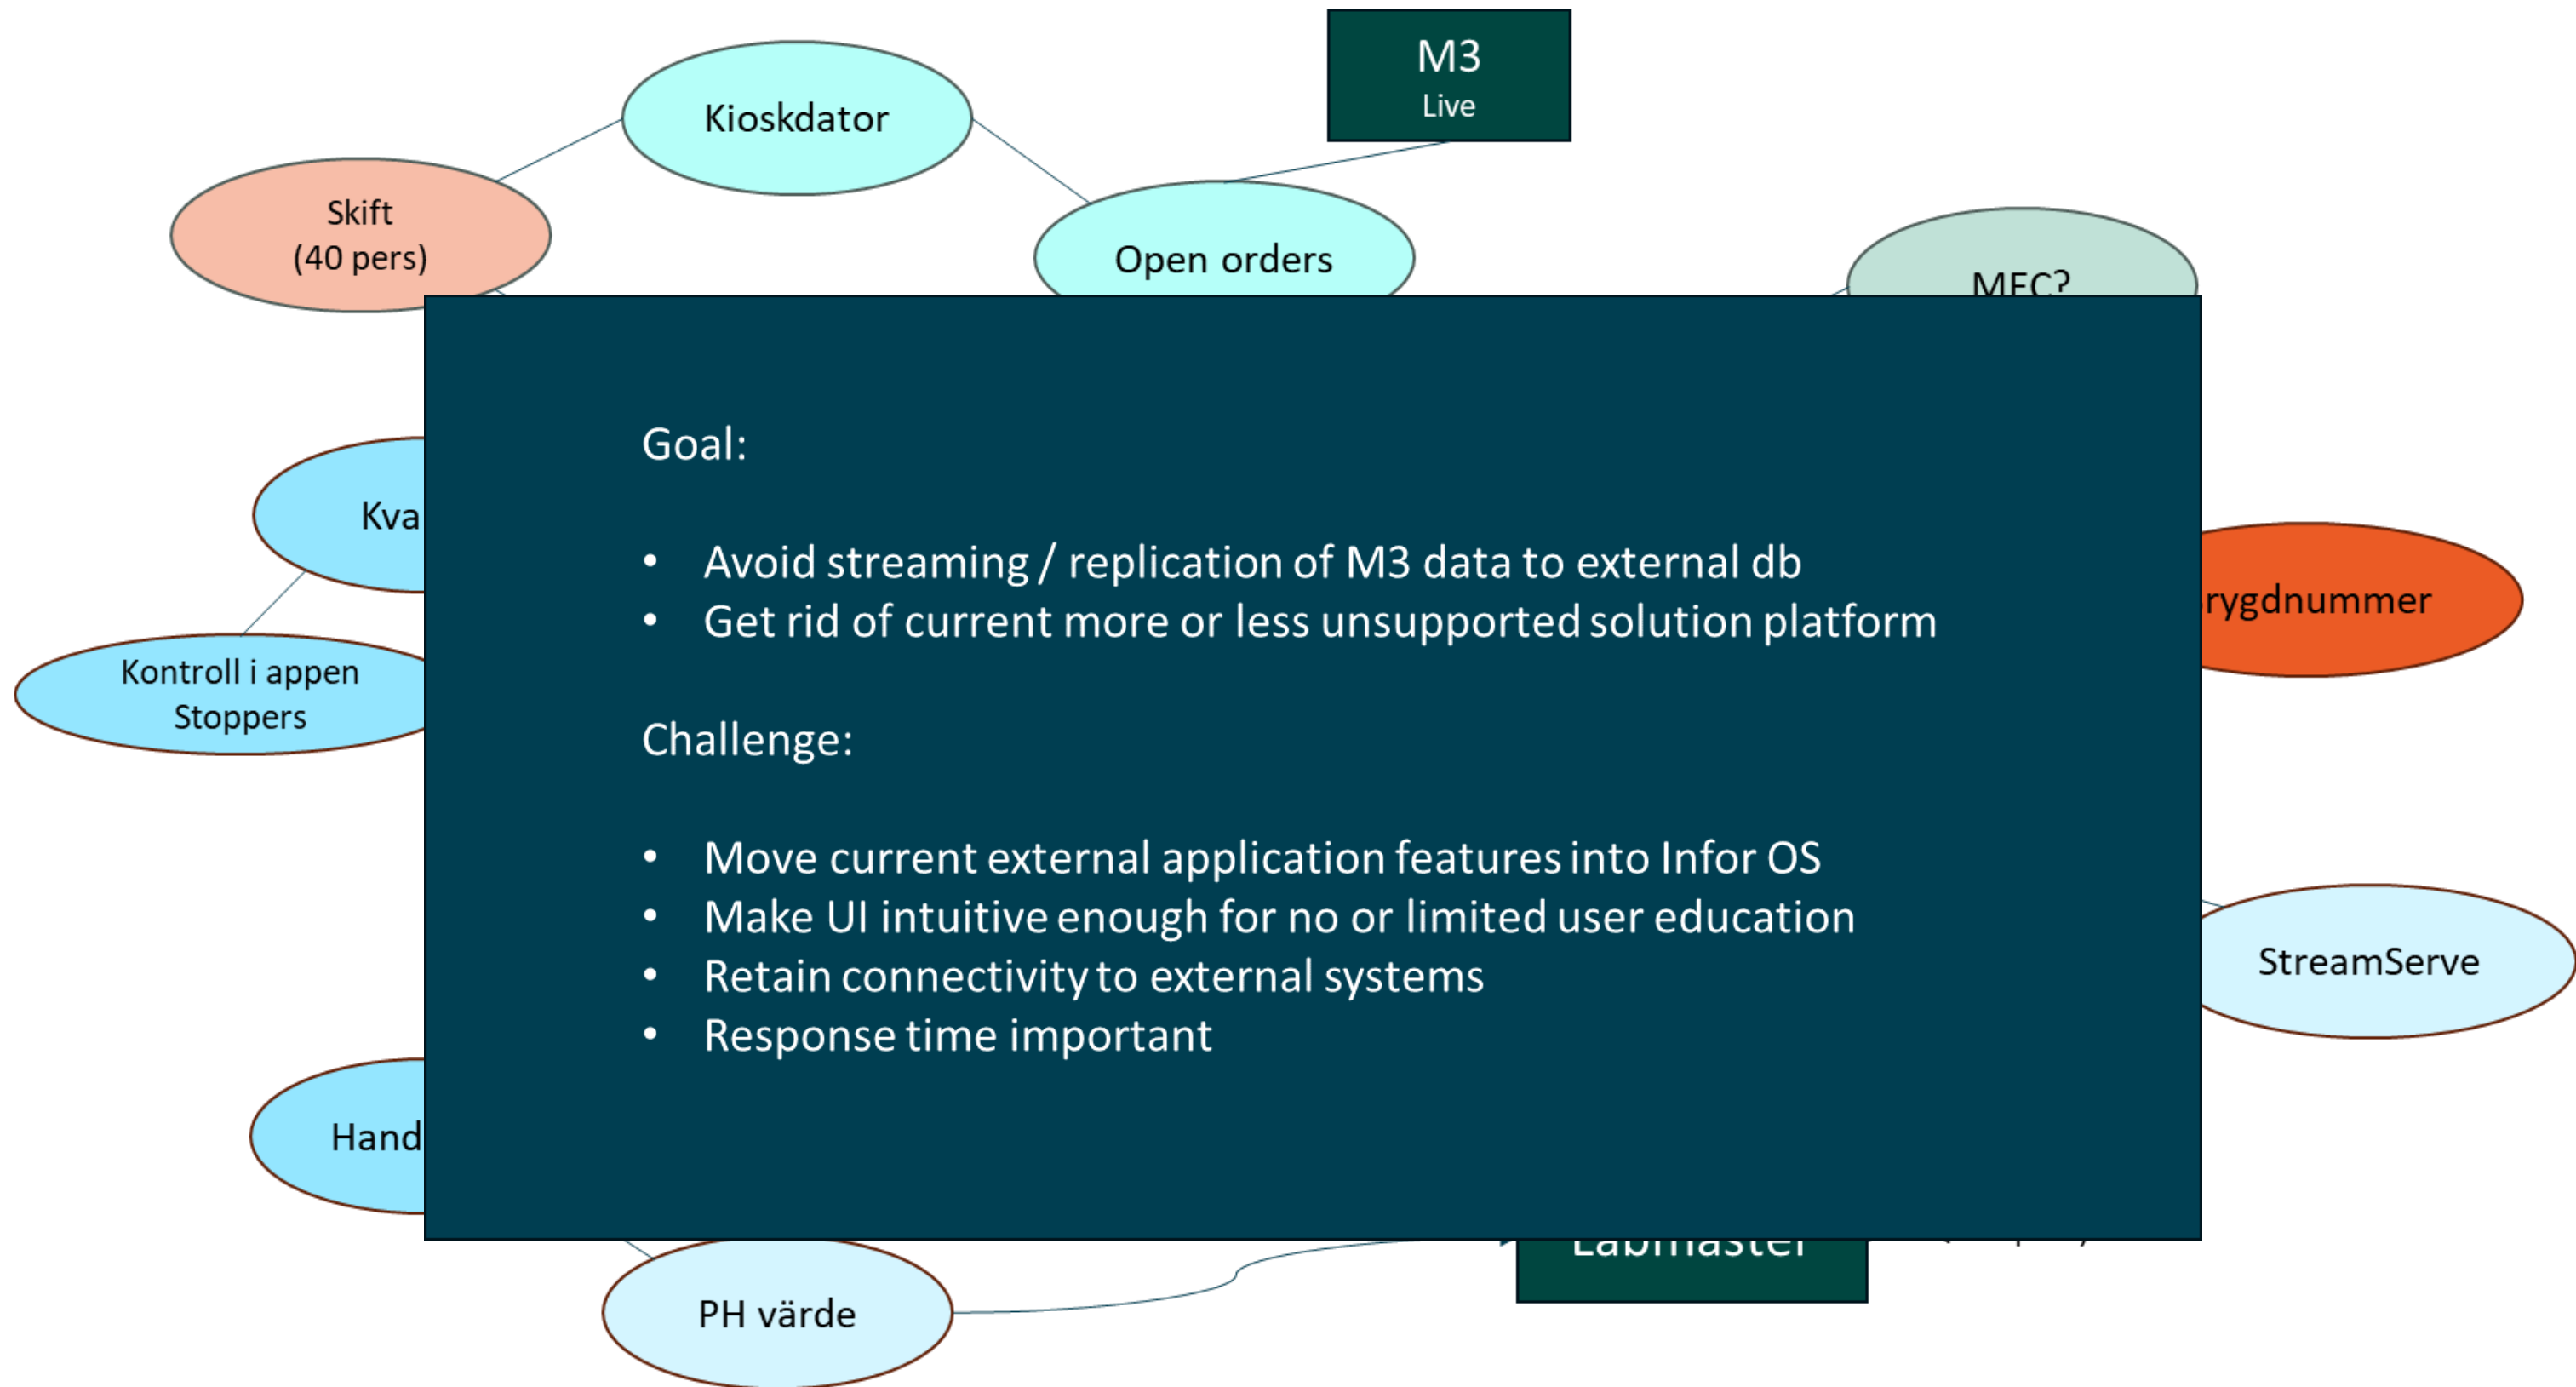 M3
Live
Kioskdator
Skift
(40 pers)
Open orders
MEC?
Goal:
• Avoid streaming / replication of M3 data to external db
• Get rid of current more or less unsupported solution platform
Challenge:
• Move current external application features into Infor OS
• Make UI intuitive enough for no or limited user education
• Retain connectivity to external systems
• Response time important
Kva
Kontroll i appen
Stoppers
rygdnummer
StreamServe
Hand
Labmaster
PH värde